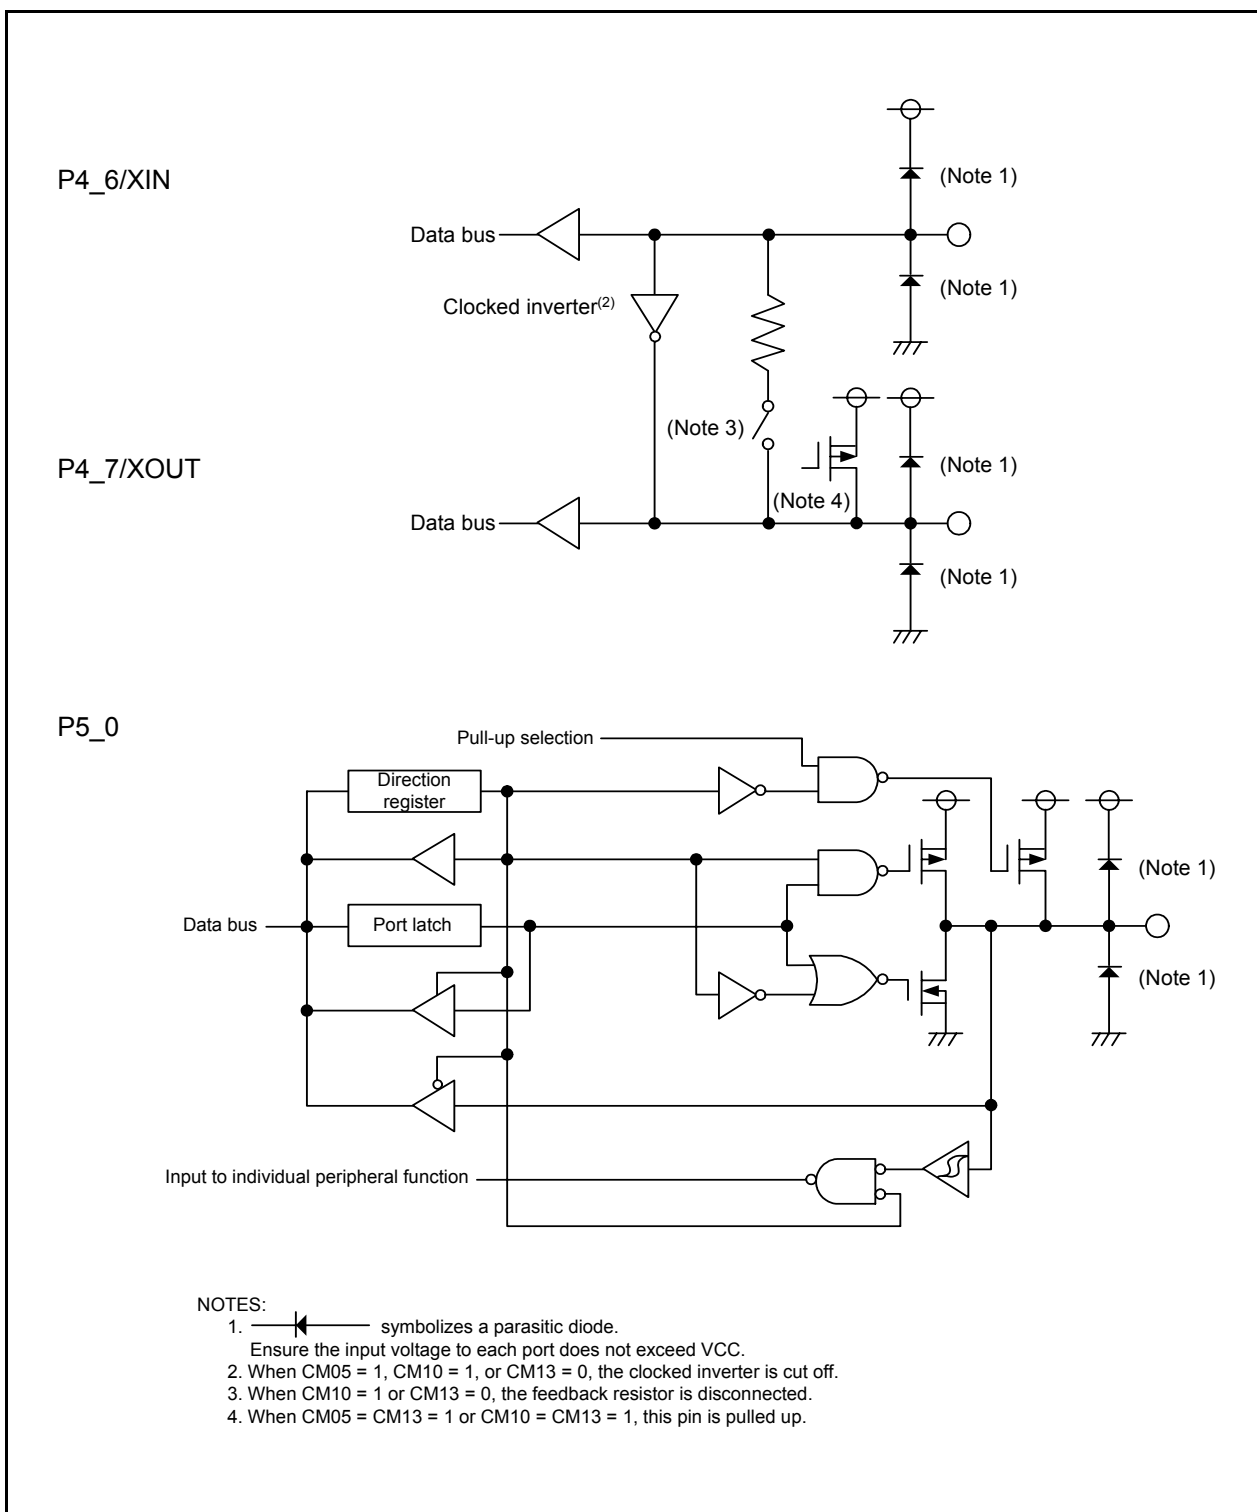 (Note 1)
P4_6/XIN
Data bus
(Note 1)
Clocked inverter(2)
(Note 3)
P4_7/XOUT
(Note 1)
(Note 4)
Data bus
(Note 1)
P5_0
Pull-up selection
Direction
register
(Note 1)
Data bus
Port latch
(Note 1)
Input to individual peripheral function
NOTES:
1. symbolizes a parasitic diode.
Ensure the input voltage to each port does not exceed VCC.
2. When CM05 = 1, CM10 = 1, or CM13 = 0, the clocked inverter is cut off.
3. When CM10 = 1 or CM13 = 0, the feedback resistor is disconnected.
4. When CM05 = CM13 = 1 or CM10 = CM13 = 1, this pin is pulled up.